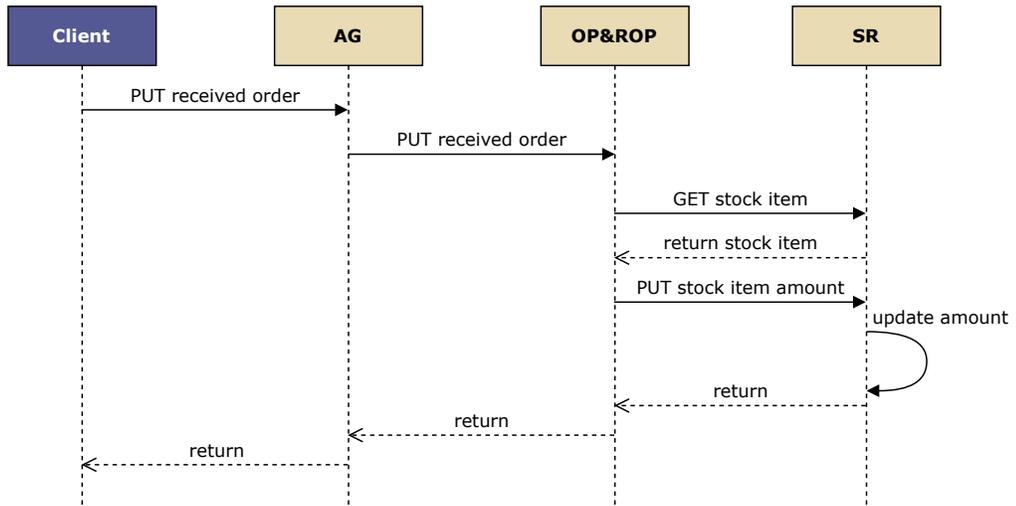 Client
AG
OP&ROP
SR
PUT received order
PUT received order
GET stock item
return stock item
PUT stock item amount
update amount
return
return
return